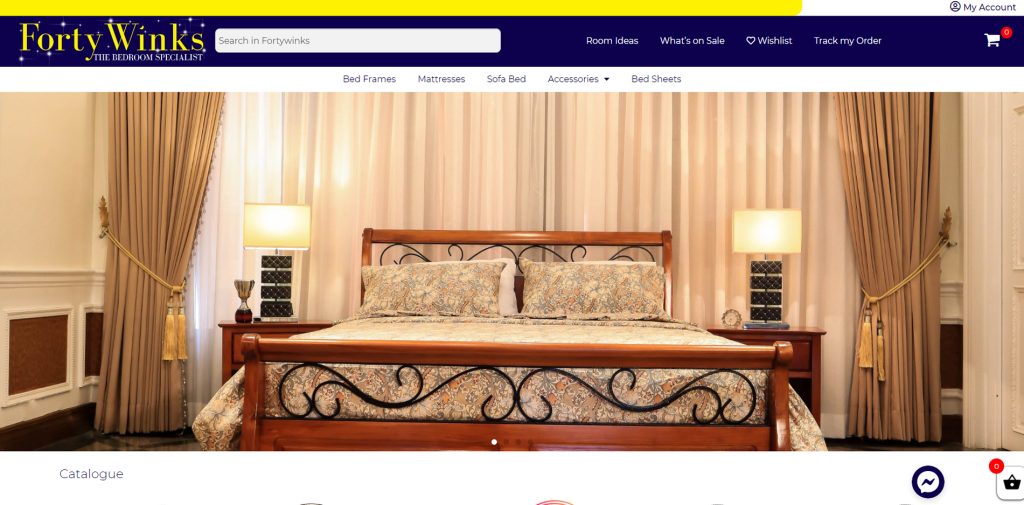 My Account
Forty Winks
THE BEDROOM SPECIALIST
Search in Fortywinks
Room Ideas What's on Sale Wishlist Track my Order
0
Bed Frames Mattresses Sofa Bed Accessories Bed Sheets
Catalogue
0